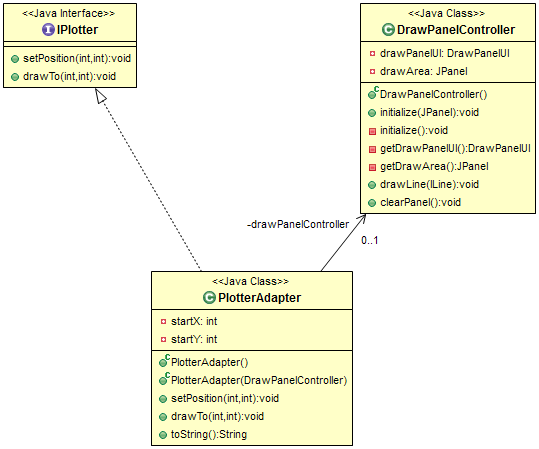 <<Java Interface>>
IPlotter
setPosition(int,int):void
drawTo(int,int):void
<<Java Class>>
DrawPanelController
drawPanelUI: DrawPanelUI
drawArea: JPanel
DrawPanelController()
initialize(JPanel):void
initialize():void
getDrawPanelUI():DrawPanelUI
getDrawArea():JPanel
drawLine(ILine):void
clearPanel():void
-drawPanelController
0..1
<<Java Class>>
PlotterAdapter
startX: int
startY: int
PlotterAdapter()
PlotterAdapter(DrawPanelController)
setPosition(int,int):void
drawTo(int,int):void
toString():String